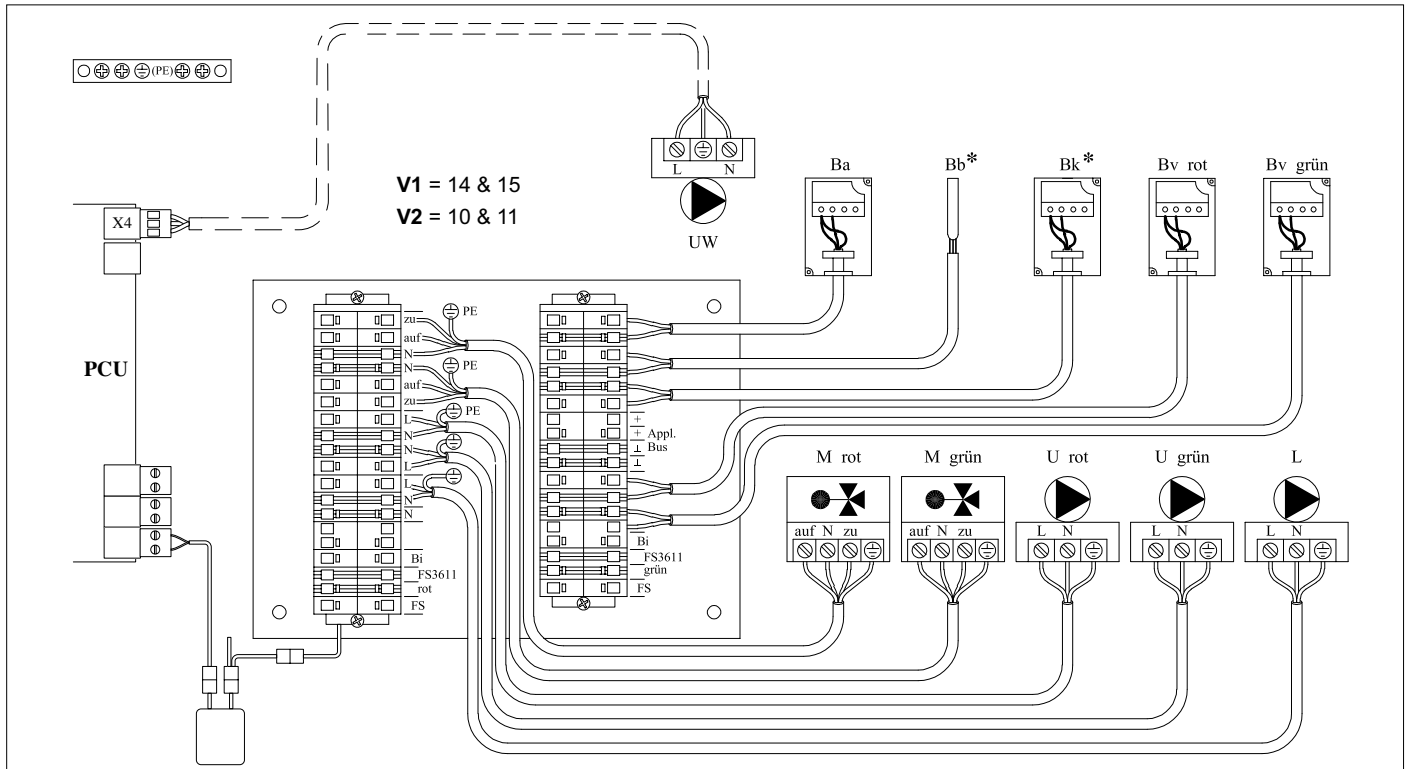 (PE)
V1 = 14 & 15
V2 = 10 & 11
L N
UW
Ba
Bb*
Bk*
Bv rot
Bv grün
X4
PCU
zu
auf
N
N
auf
zu
L
N
N
L
L
N
N
Bi
FS3611
rot
FS
PE
PE
PE
+
+
Appl.
Bus
⊥
⊥
Bi
FS3611
grün
FS
M rot
M grün
U rot
U grün
L
auf N zu
auf N zu
L N
L N
L N